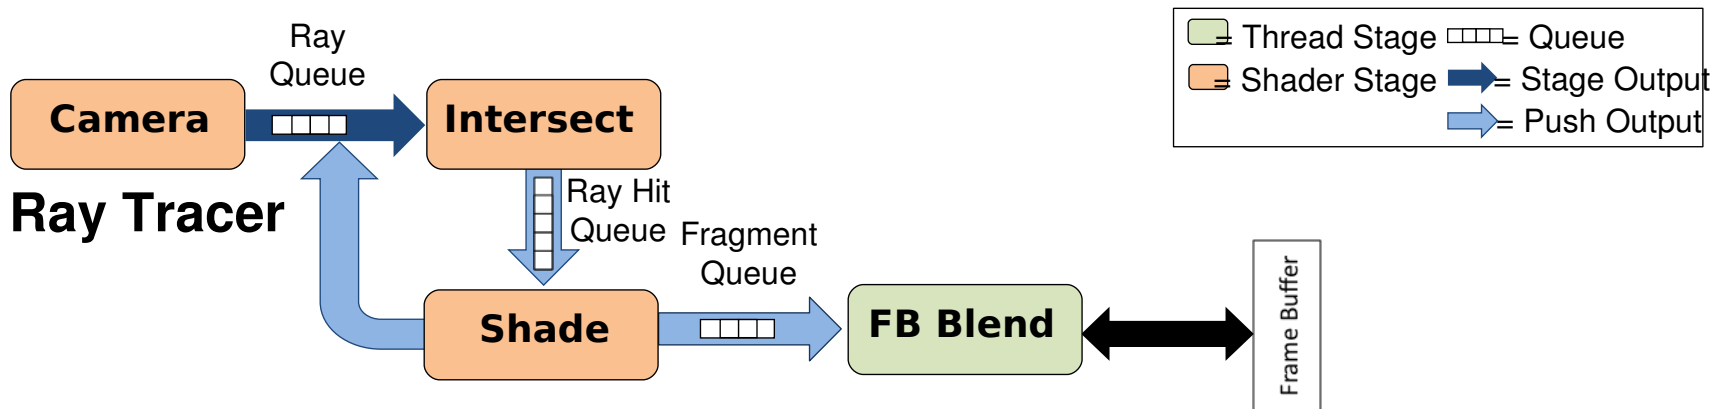 Ray
Queue
Camera
Intersect
Ray Tracer
Ray Hit
Queue
Fragment
Queue
Shade
FB Blend
Frame Buffer
= Thread Stage
= Queue
= Shader Stage
= Stage Output
= Push Output